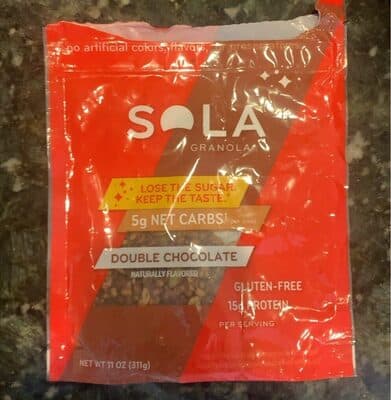 no artificial colors, flavors,
SOLA
GRANOLA
LOSE THE SUGAR.
KEEP THE TASTE.
5g NET CARBS
DOUBLE CHOCOLATE
NATURALLY FLAVORED
GLUTEN-FREE
15g PROTEIN
PER SERVING
NET WT 11 OZ (311g)